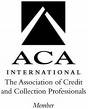 ACA
INTERNATIONAL
The Association of Credit
and Collection Professionals
Member